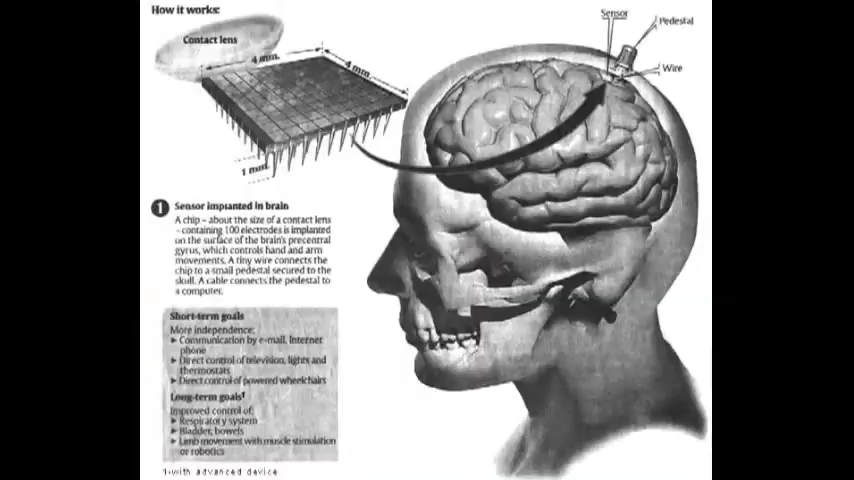 How it works:
Contact lens
4 mm.
4 mm.
1 mm.
Sensor
Pedestal
Wire
1 Sensor implanted in brain
A chip – about the size of a contact lens
– containing 100 electrodes is implanted
on the surface of the brain's precentral
gyrus, which controls hand and arm
movements. A tiny wire connects the
chip to a small pedestal secured to the
skull. A cable connects the pedestal to
a computer.
Short-term goals
More independence:
▶ Communication by e-mail, Internet
phone
▶ Direct control of television, lights and
thermostats
▶ Direct control of powered wheelchairs
Long-term goals¹
Improved control of:
▶ Respiratory system
▶ Bladder, bowels
▶ Limb movement with muscle stimulation
or robotics
1-with advanced device